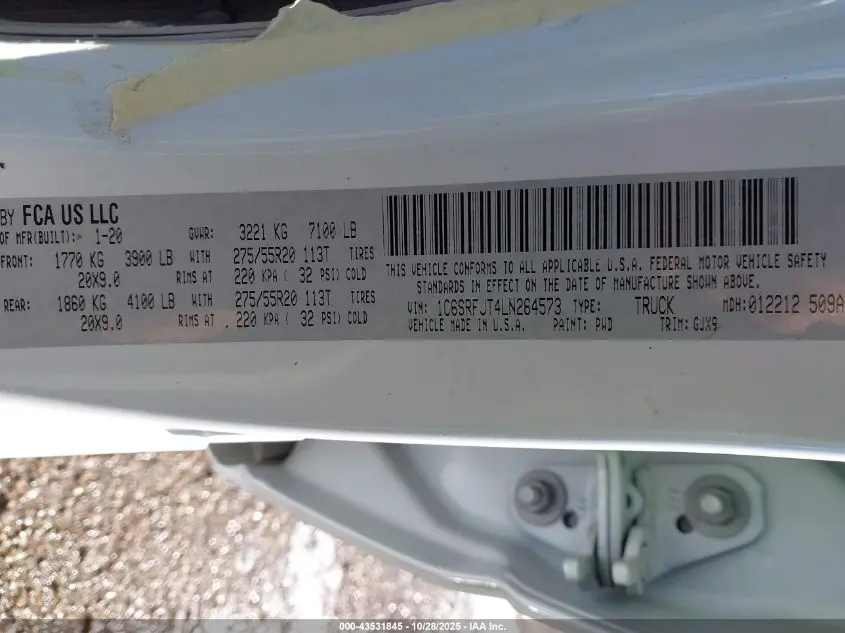 BY FCA US LLC
OF MFR(BUILT): 1-20 GVWR: 3221 KG 7100 LB
FRONT: 1770 KG 3900 LB WITH 275/55R20 113T TIRES
20X9.0 RIMS AT 220 KPA ( 32 PSI) COLD
REAR: 1860 KG 4100 LB WITH 275/55R20 113T TIRES
20X9.0 RIMS AT 220 KPA ( 32 PSI) COLD
THIS VEHICLE CONFORMS TO ALL APPLICABLE U.S.A. FEDERAL MOTOR VEHICLE SAFETY
STANDARDS IN EFFECT ON THE DATE OF MANUFACTURE SHOWN ABOVE.
VIN: 1C6SRFJT4LN264573 TYPE: TRUCK MDH:012212 509A
VEHICLE MADE IN U.S.A. PAINT: PWD TRIM: GJX9
000-43531845 | 10/28/2025 - IAA Inc.